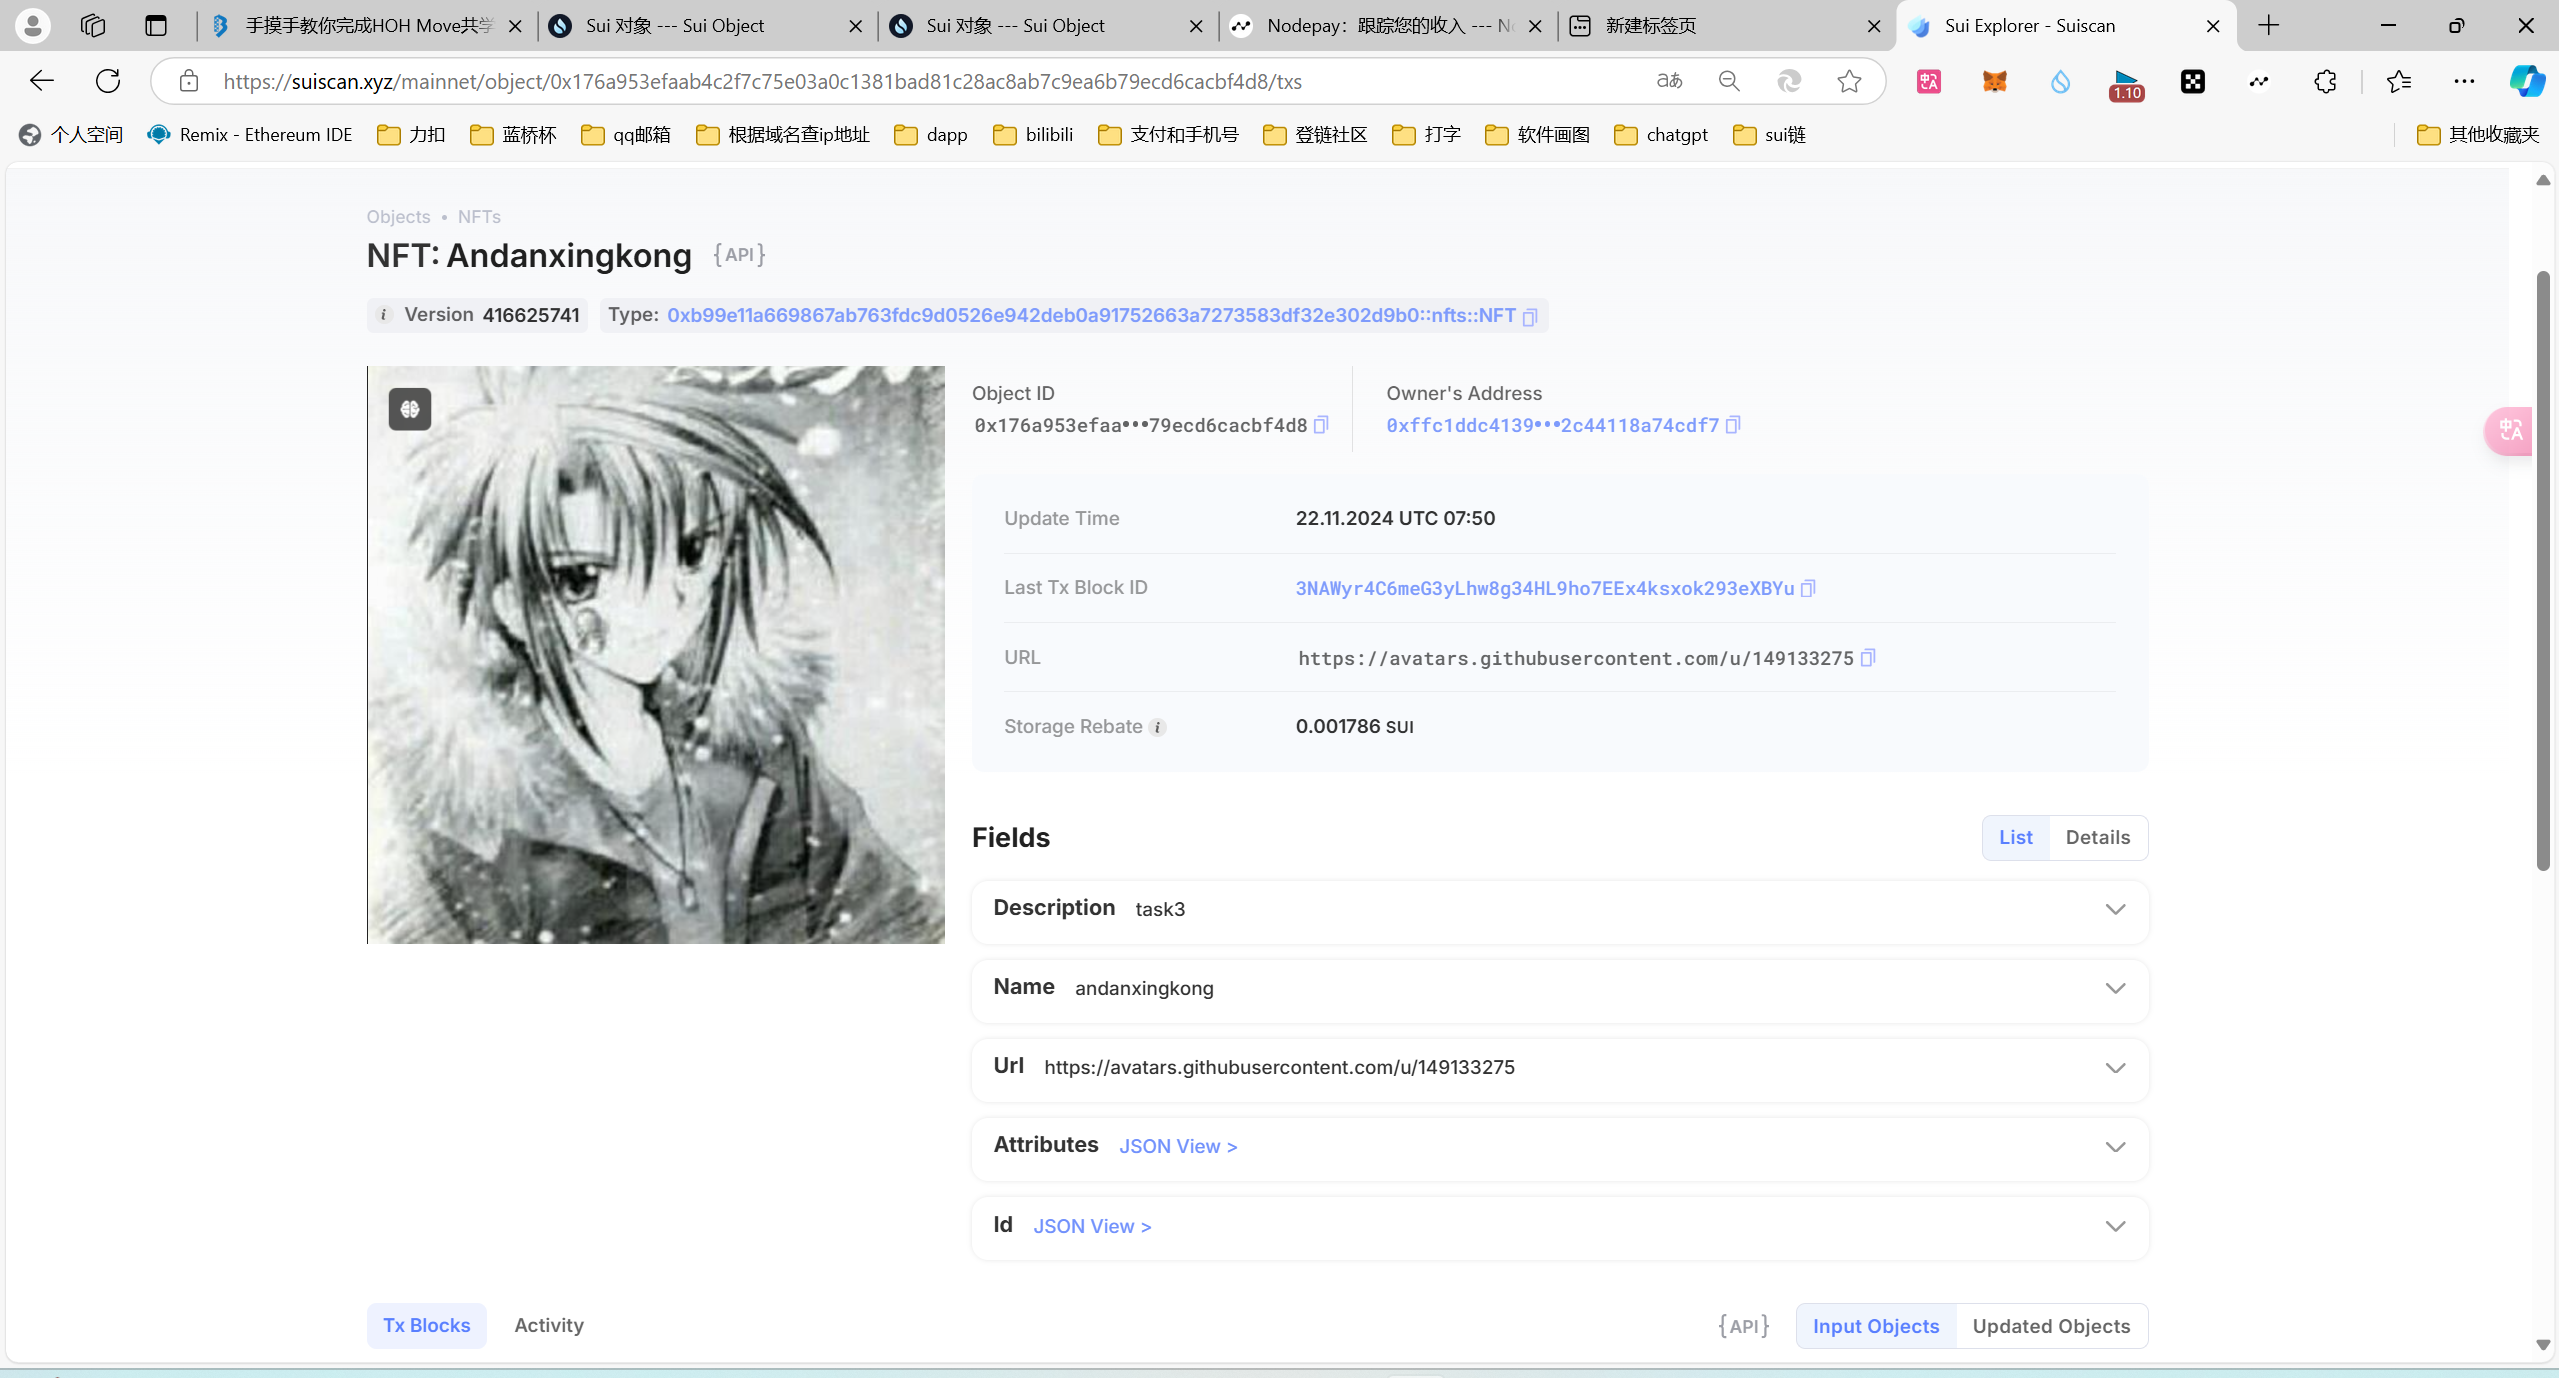 手摸手教你完成HOH Move共学
Sui 对象 --- Sui Object
Sui 对象 --- Sui Object
Nodepay：跟踪您的收入 --- No
新建标签页
Sui Explorer - Suiscan
https://suiscan.xyz/mainnet/object/0x176a953efaab4c2f7c75e03a0c1381bad81c28ac8ab7c9ea6b79ecd6cacbf4d8/txs
1.10
个人空间
Remix - Ethereum IDE
力扣
蓝桥杯
qq邮箱
根据域名查ip地址
dapp
bilibili
支付和手机号
登链社区
打字
软件画图
chatgpt
sui链
其他收藏夹
Objects • NFTs
NFT: Andanxingkong {API}
Version 416625741
Type: 0xb99e11a669867ab763fdc9d0526e942deb0a91752663a7273583df32e302d9b0::nfts::NFT
Object ID
0x176a953efaa•••79ecd6cacbf4d8
Owner's Address
0xffc1ddc4139•••2c44118a74cdf7
Update Time 22.11.2024 UTC 07:50
Last Tx Block ID 3NAWyr4C6meG3yLhw8g34HL9ho7EEx4ksxok293eXBYu
URL https://avatars.githubusercontent.com/u/149133275
Storage Rebate 0.001786 SUI
Fields
List Details
Description task3
Name andanxingkong
Url https://avatars.githubusercontent.com/u/149133275
Attributes JSON View >
Id JSON View >
Tx Blocks Activity
{API} Input Objects Updated Objects